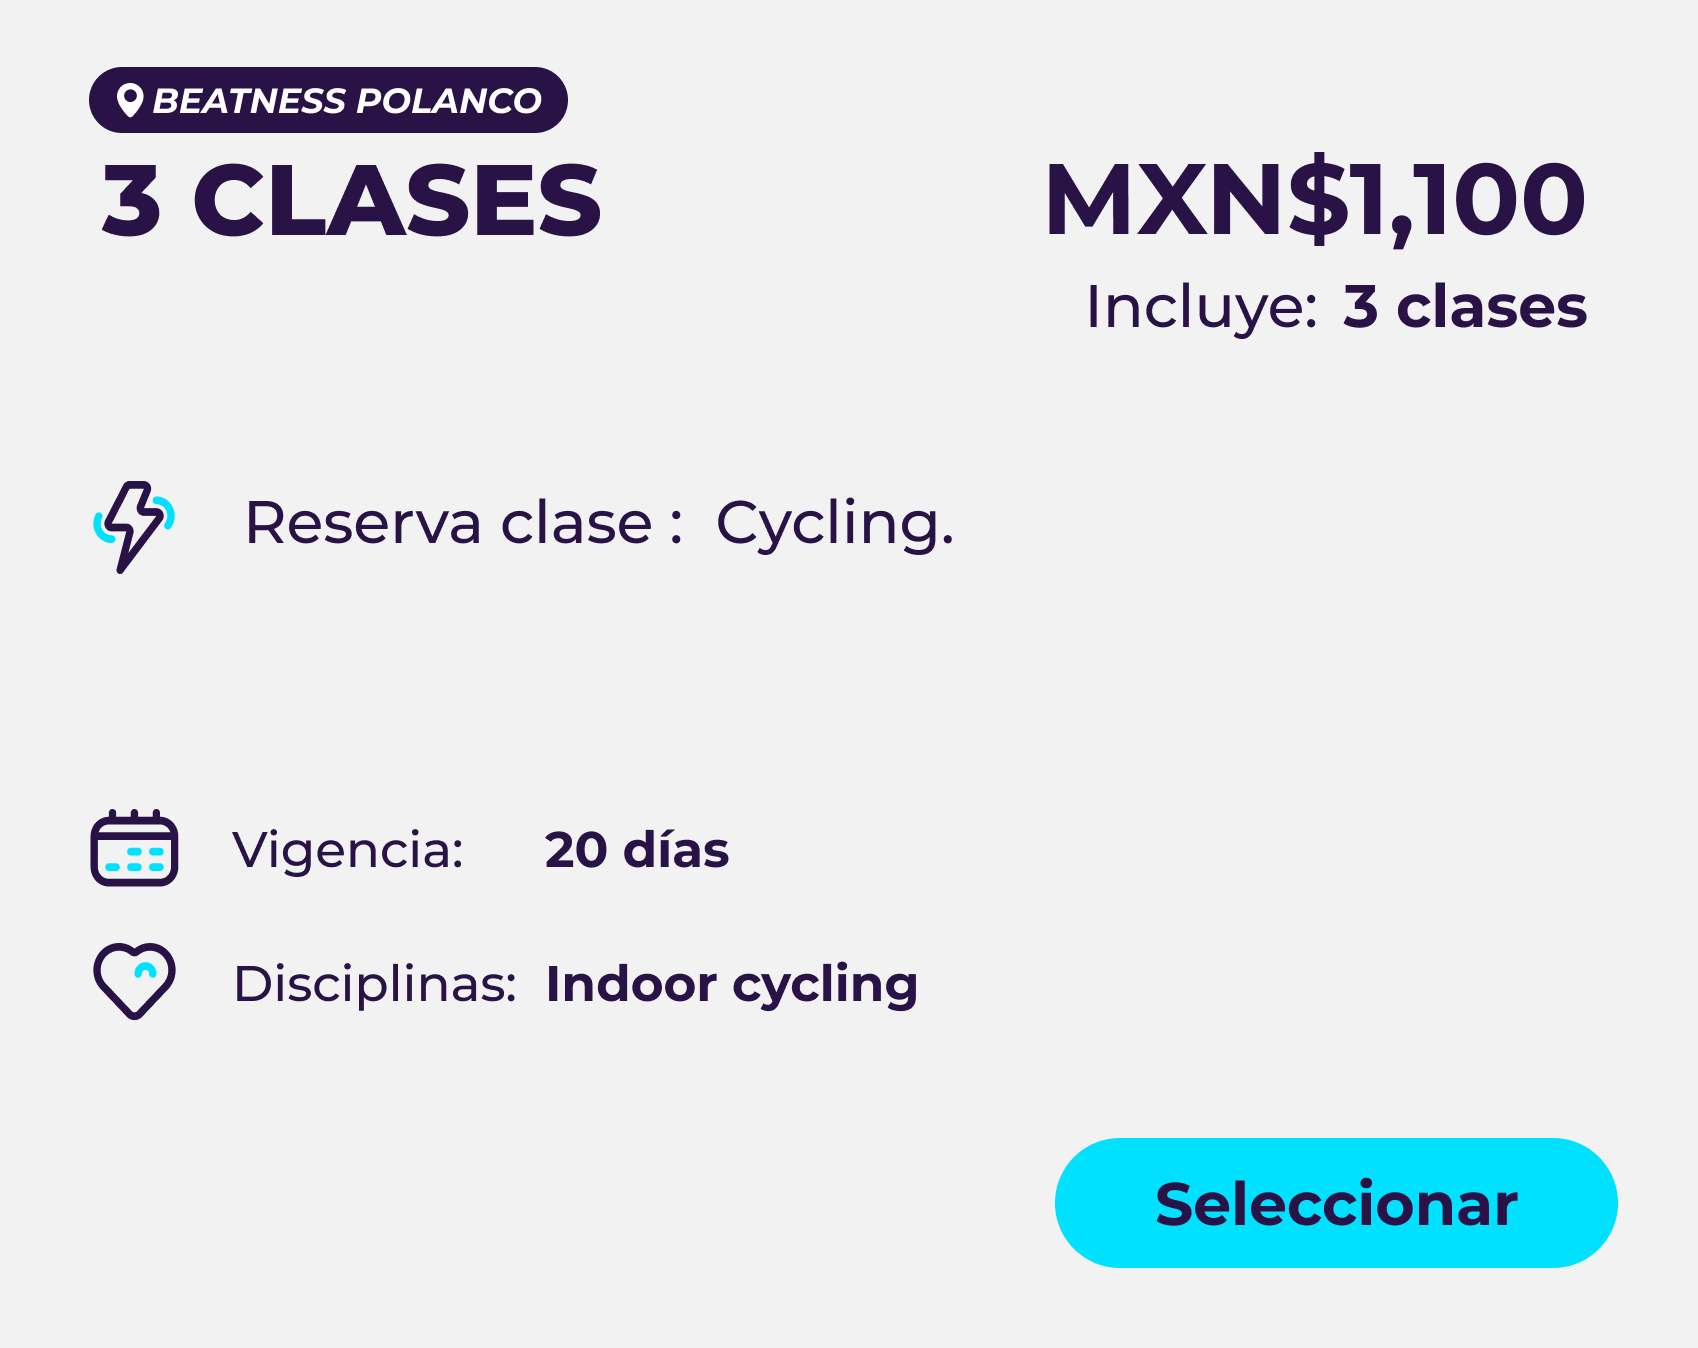 BEATNESS POLANCO
3 CLASES
MXN$1,100
Incluye: 3 clases
Reserva clase : Cycling.
Vigencia: 20 días
Disciplinas: Indoor cycling
Seleccionar